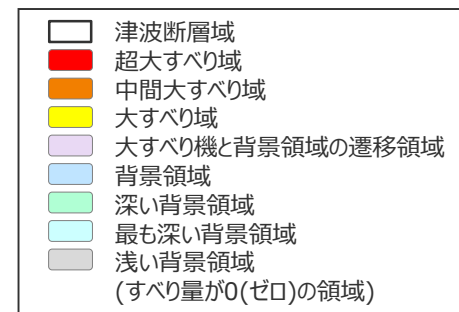 津波断層域
超大すべり域
中間大すべり域
大すべり域
大すべり機と背景領域の遷移領域
背景領域
深い背景領域
最も深い背景領域
浅い背景領域
(すべり量が0(ゼロ)の領域)